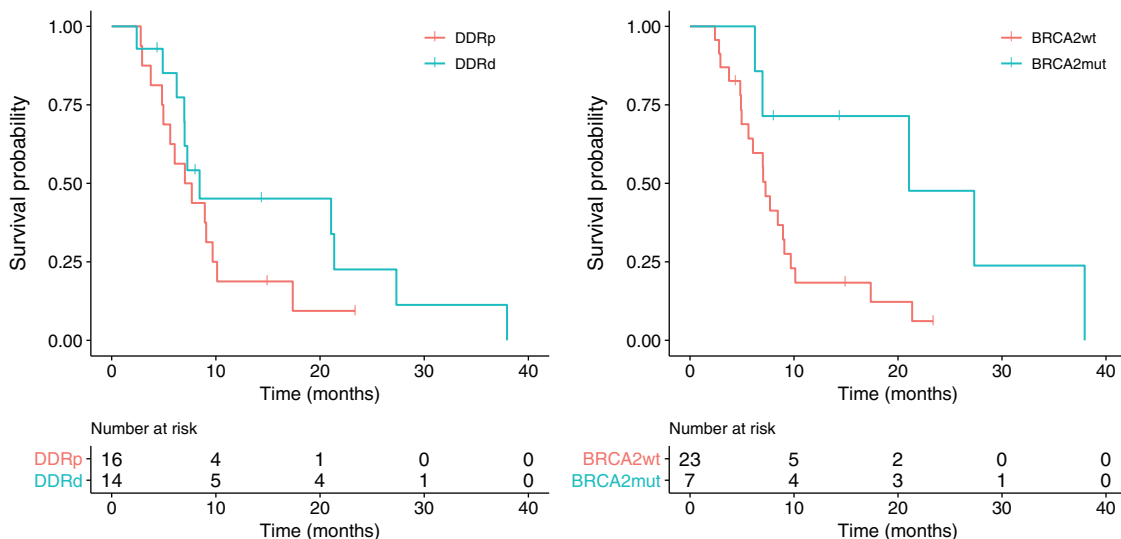 1.00
0.75
0.50
0.25
0.00
Survival probability
DDRp
DDRd
0 10 20 30 40
Time (months)
Number at risk
DDRp 16 4 1 0 0
DDRd 14 5 4 1 0
0 10 20 30 40
Time (months)
1.00
0.75
0.50
0.25
0.00
Survival probability
BRCA2wt
BRCA2mut
0 10 20 30 40
Time (months)
Number at risk
BRCA2wt 23 5 2 0 0
BRCA2mut 7 4 3 1 0
0 10 20 30 40
Time (months)